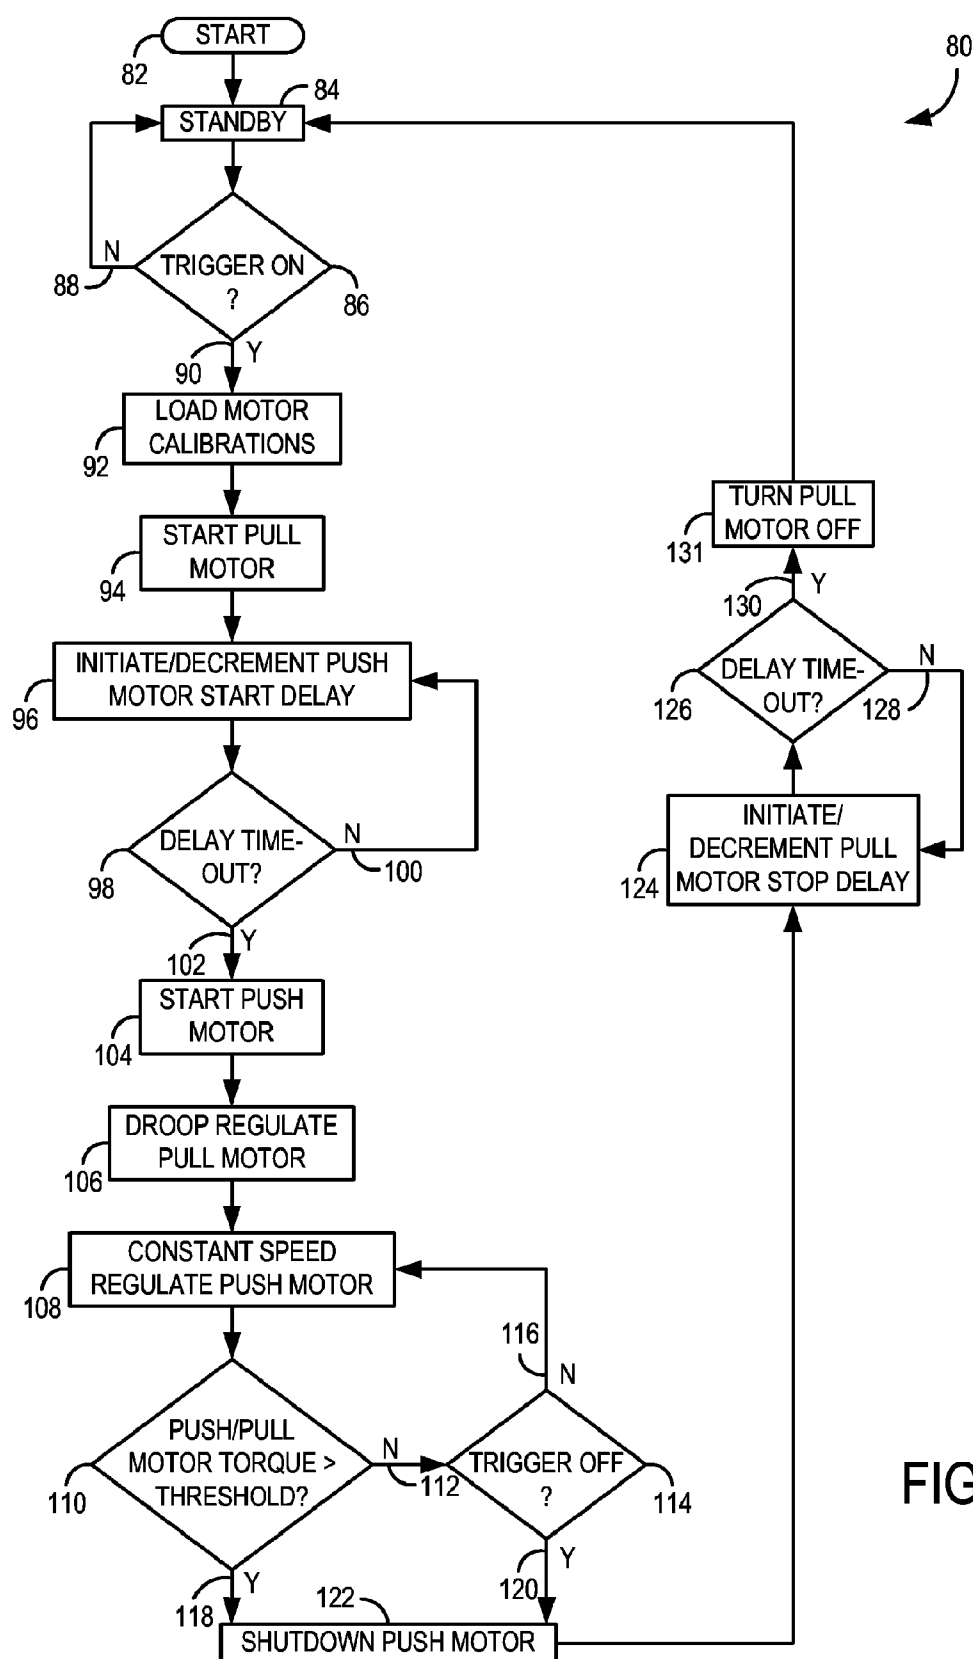 START
82
80
84
STANDBY
N
88
TRIGGER ON
?
86
90
Y
LOAD MOTOR
CALIBRATIONS
92
START PULL
MOTOR
94
INITIATE/DECREMENT PUSH
MOTOR START DELAY
96
DELAY TIME-
OUT?
98
N
100
102
Y
START PUSH
MOTOR
104
DROOP REGULATE
PULL MOTOR
106
CONSTANT SPEED
REGULATE PUSH MOTOR
108
PUSH/PULL
MOTOR TORQUE >
THRESHOLD?
110
N
112
116
N
TRIGGER OFF
?
114
118
Y
120
Y
122
SHUTDOWN PUSH MOTOR
TURN PULL
MOTOR OFF
131
130
Y
DELAY TIME-
OUT?
126
N
128
INITIATE/
DECREMENT PULL
MOTOR STOP DELAY
124
FIG